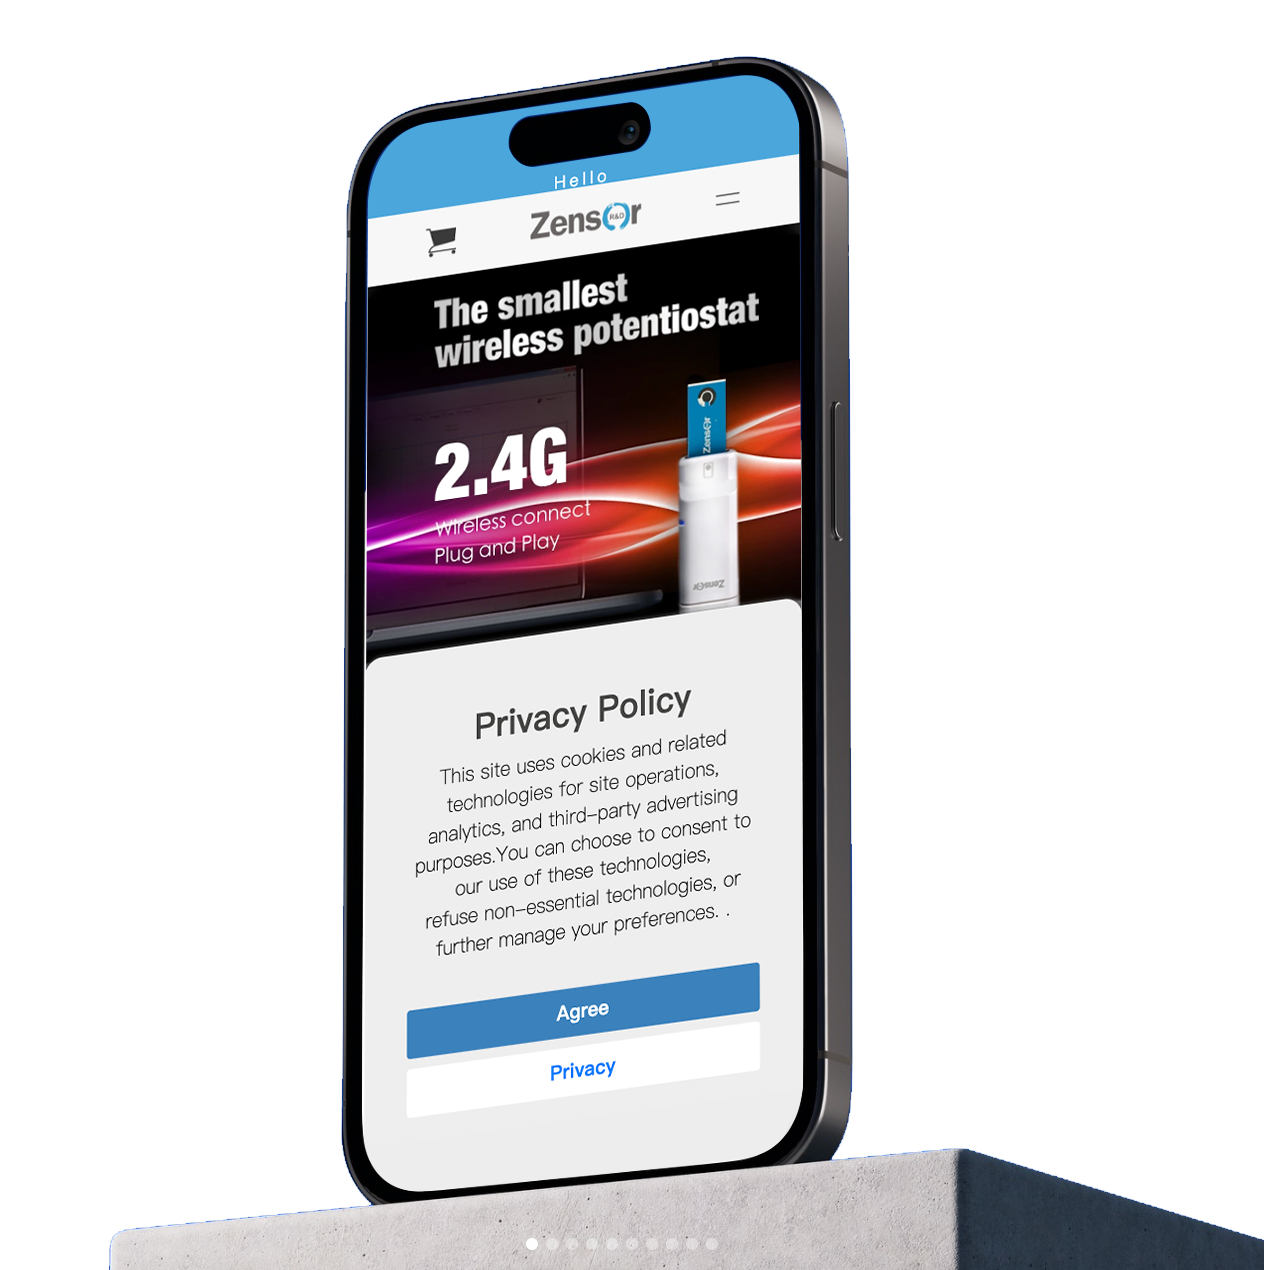 Hello
Zensor
R&D
The smallest
wireless potentiostat
Zensor
2.4G
Wireless connect
Plug and Play
Zensor
Privacy Policy
This site uses cookies and related
technologies for site operations,
analytics, and third-party advertising
purposes.You can choose to consent to
our use of these technologies,
refuse non-essential technologies, or
further manage your preferences. .
Agree
Privacy